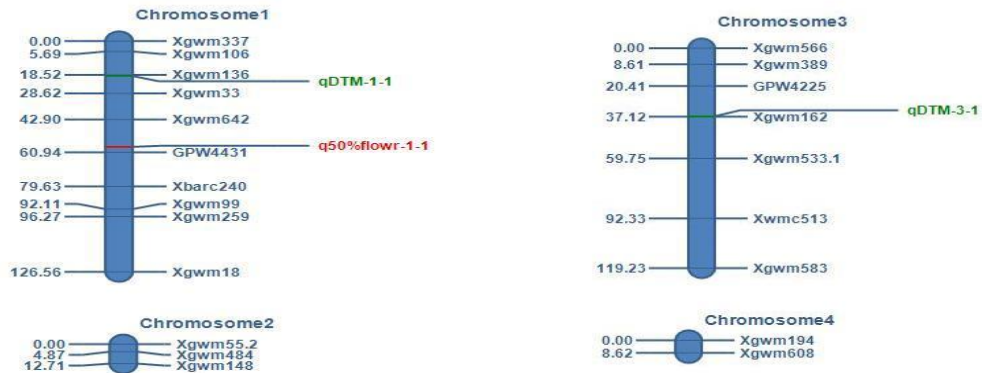 Chromosome1
0.00 Xgwm337
5.69 Xgwm106
18.52 Xgwm136
qDTM-1-1
28.62 Xgwm33
42.90 Xgwm642
q50%flowr-1-1
60.94 GPW4431
79.63 Xbarc240
92.11 Xgwm99
96.27 Xgwm259
126.56 Xgwm18
Chromosome3
0.00 Xgwm566
8.61 Xgwm389
20.41 GPW4225
qDTM-3-1
37.12 Xgwm162
59.75 Xgwm533.1
92.33 Xwmc513
119.23 Xgwm583
Chromosome2
0.00 Xgwm55.2
4.87 Xgwm484
12.71 Xgwm148
Chromosome4
0.00 Xgwm194
8.62 Xgwm608